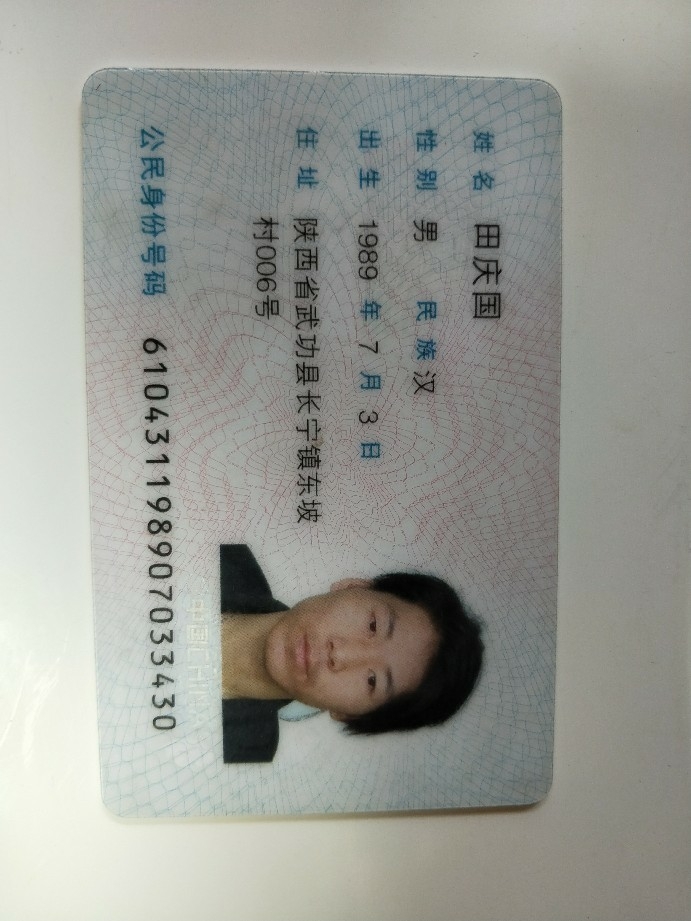 姓名 田庆国
性别 男 民族 汉
出生 1989 年 7 月 3 日
住址 陕西省武功县长宁镇东坡
村006号
公民身份号码 610431198907033430
中国CHINA